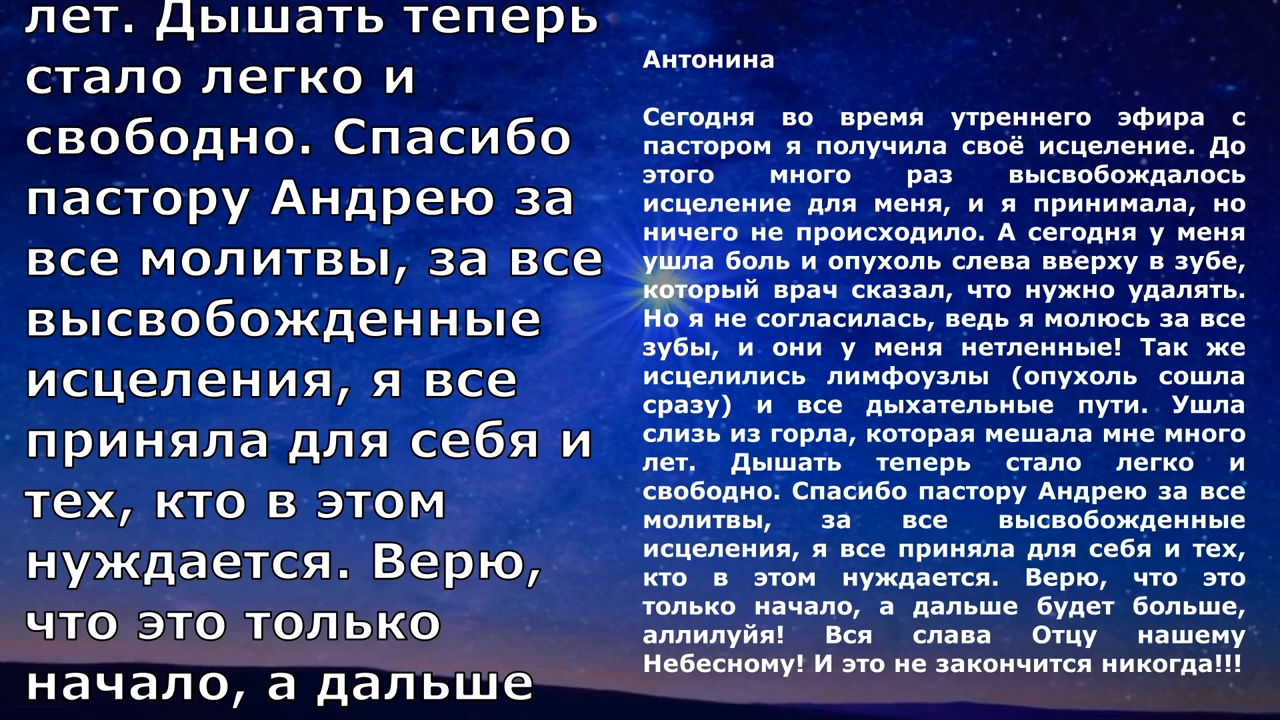 лет. Дышать теперь
стало легко и
свободно. Спасибо
пастору Андрею за
все молитвы, за все
высвобожденные
исцеления, я все
приняла для себя и
тех, кто в этом
нуждается. Верю,
что это только
начало, а дальше
Антонина
Сегодня во время утреннего эфира с
пастором я получила своё исцеление. До
этого много раз высвобождалось
исцеление для меня, и я принимала, но
ничего не происходило. А сегодня у меня
ушла боль и опухоль слева вверху в зубе,
который врач сказал, что нужно удалять.
Но я не согласилась, ведь я молюсь за все
зубы, и они у меня нетленные! Так же
исцелились лимфоузлы (опухоль сошла
сразу) и все дыхательные пути. Ушла
слизь из горла, которая мешала мне много
лет. Дышать теперь стало легко и
свободно. Спасибо пастору Андрею за все
молитвы, за все высвобожденные
исцеления, я все приняла для себя и тех,
кто в этом нуждается. Верю, что это
только начало, а дальше будет больше,
аллилуйя! Вся слава Отцу нашему
Небесному! И это не закончится никогда!!!